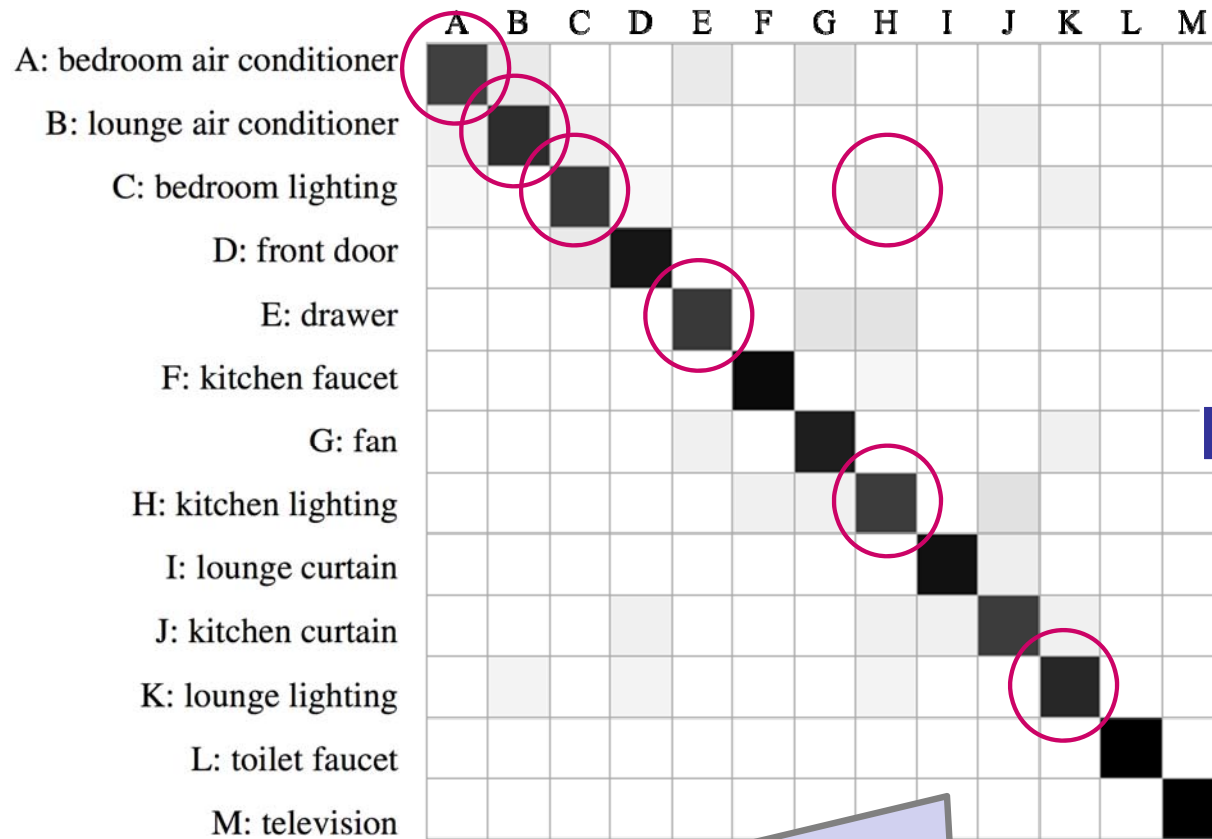 A B C D E F G H I J K L M
A: bedroom air conditioner
B: lounge air conditioner
C: bedroom lighting
D: front door
E: drawer
F: kitchen faucet
G: fan
H: kitchen lighting
I: lounge curtain
J: kitchen curtain
K: lounge lighting
L: toilet faucet
M: television